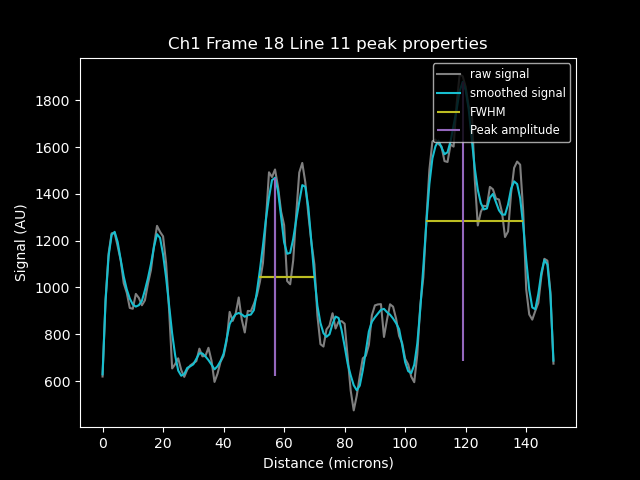 Ch1 Frame 18 Line 11 peak properties
raw signal
smoothed signal
FWHM
Peak amplitude
Signal (AU)
1800
1600
1400
1200
1000
800
600
0 20 40 60 80 100 120 140
Distance (microns)